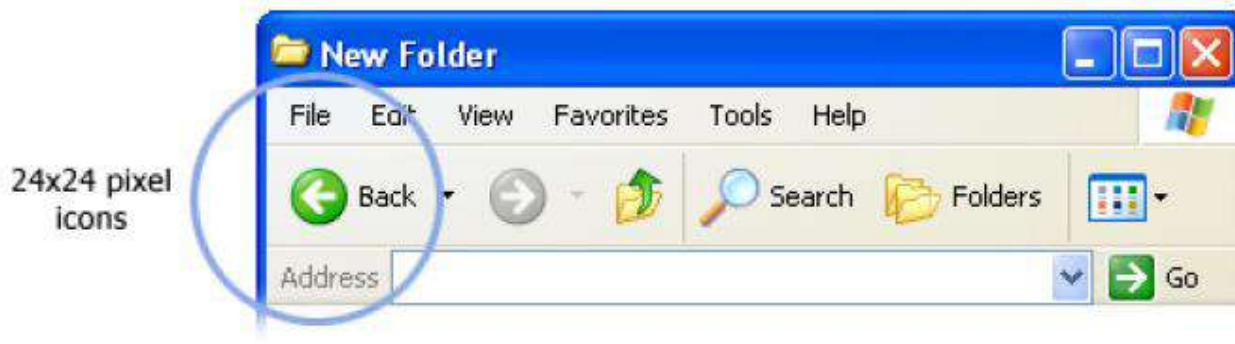 New Folder
File Edit View Favorites Tools Help
24x24 pixel
icons
Back Search Folders
Address Go